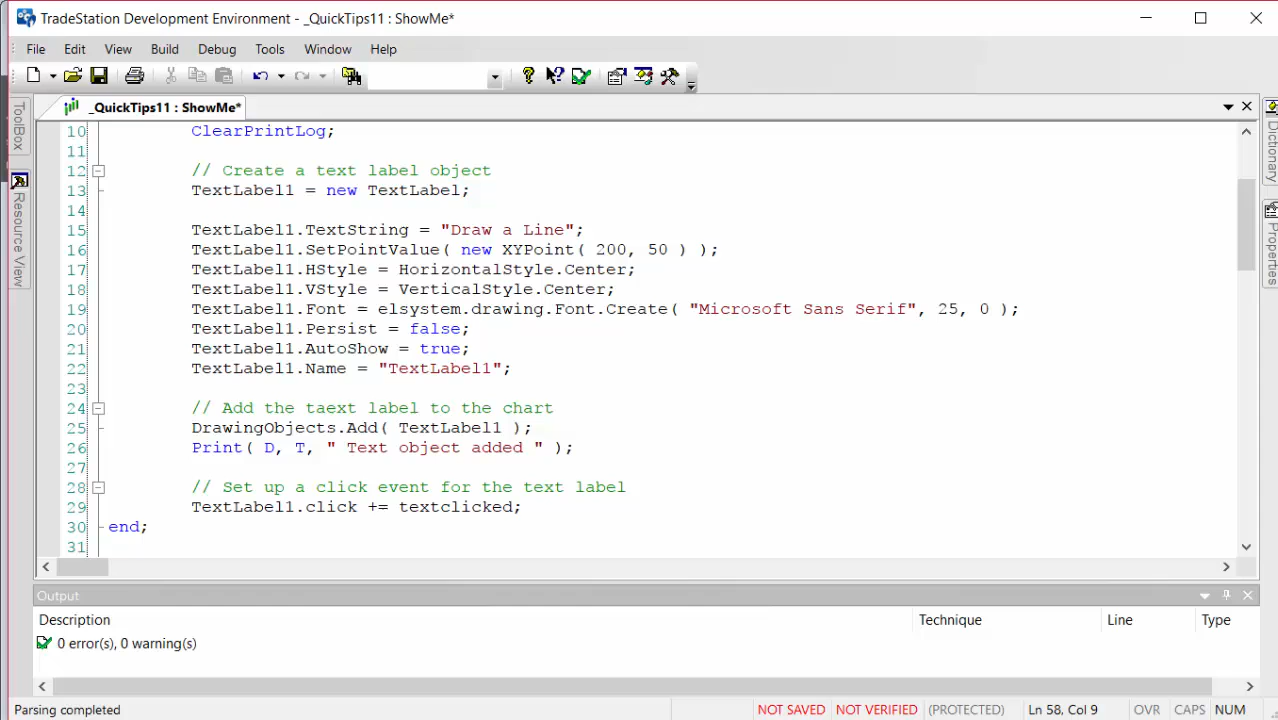 TradeStation Development Environment - _QuickTips11 : ShowMe*
File Edit View Build Debug Tools Window Help
_QuickTips11 : ShowMe*
ToolBox
Resource View
Dictionary
Properties
10 ClearPrintLog;
11
12 // Create a text label object
13 TextLabel1 = new TextLabel;
14
15 TextLabel1.TextString = "Draw a Line";
16 TextLabel1.SetPointValue( new XYPoint( 200, 50 ) );
17 TextLabel1.HStyle = HorizontalStyle.Center;
18 TextLabel1.VStyle = VerticalStyle.Center;
19 TextLabel1.Font = elsystem.drawing.Font.Create( "Microsoft Sans Serif", 25, 0 );
20 TextLabel1.Persist = false;
21 TextLabel1.AutoShow = true;
22 TextLabel1.Name = "TextLabel1";
23
24 // Add the taext label to the chart
25 DrawingObjects.Add( TextLabel1 );
26 Print( D, T, " Text object added " );
27
28 // Set up a click event for the text label
29 TextLabel1.click += textclicked;
30 end;
31
Output
Description Technique Line Type
0 error(s), 0 warning(s)
Parsing completed NOT SAVED NOT VERIFIED (PROTECTED) Ln 58, Col 9 OVR CAPS NUM